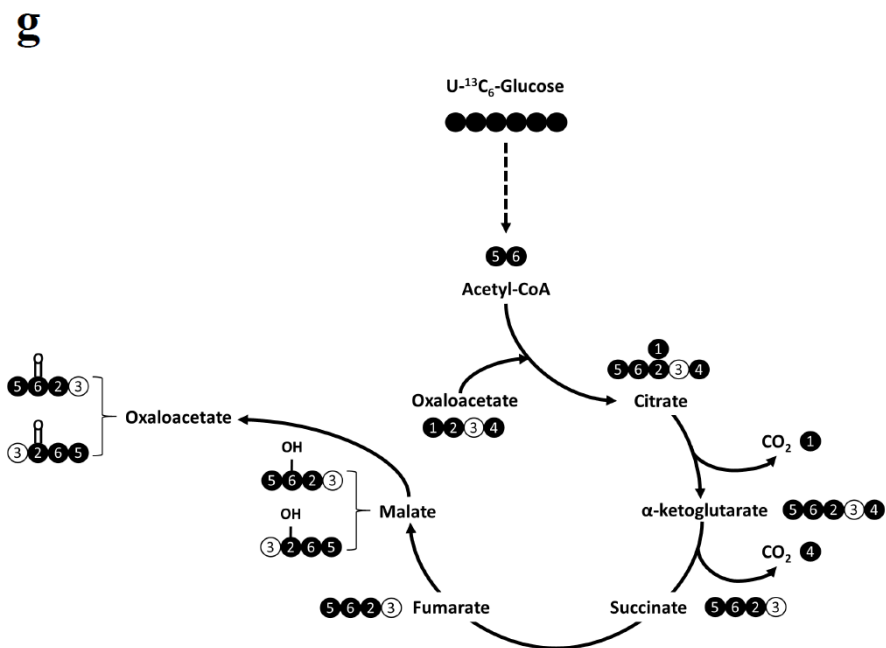 g
U-¹³C₆-Glucose
5 6
Acetyl-CoA
1
5 6 2 3 4
Oxaloacetate
Citrate
1 2 3 4
CO₂ 1
α-ketoglutarate 5 6 2 3 4
CO₂ 4
Succinate 5 6 2 3
5 6 2 3 Fumarate
Malate
OH
5 6 2 3
OH
3 2 6 5
Oxaloacetate
O
5 6 2 3
O
3 2 6 5